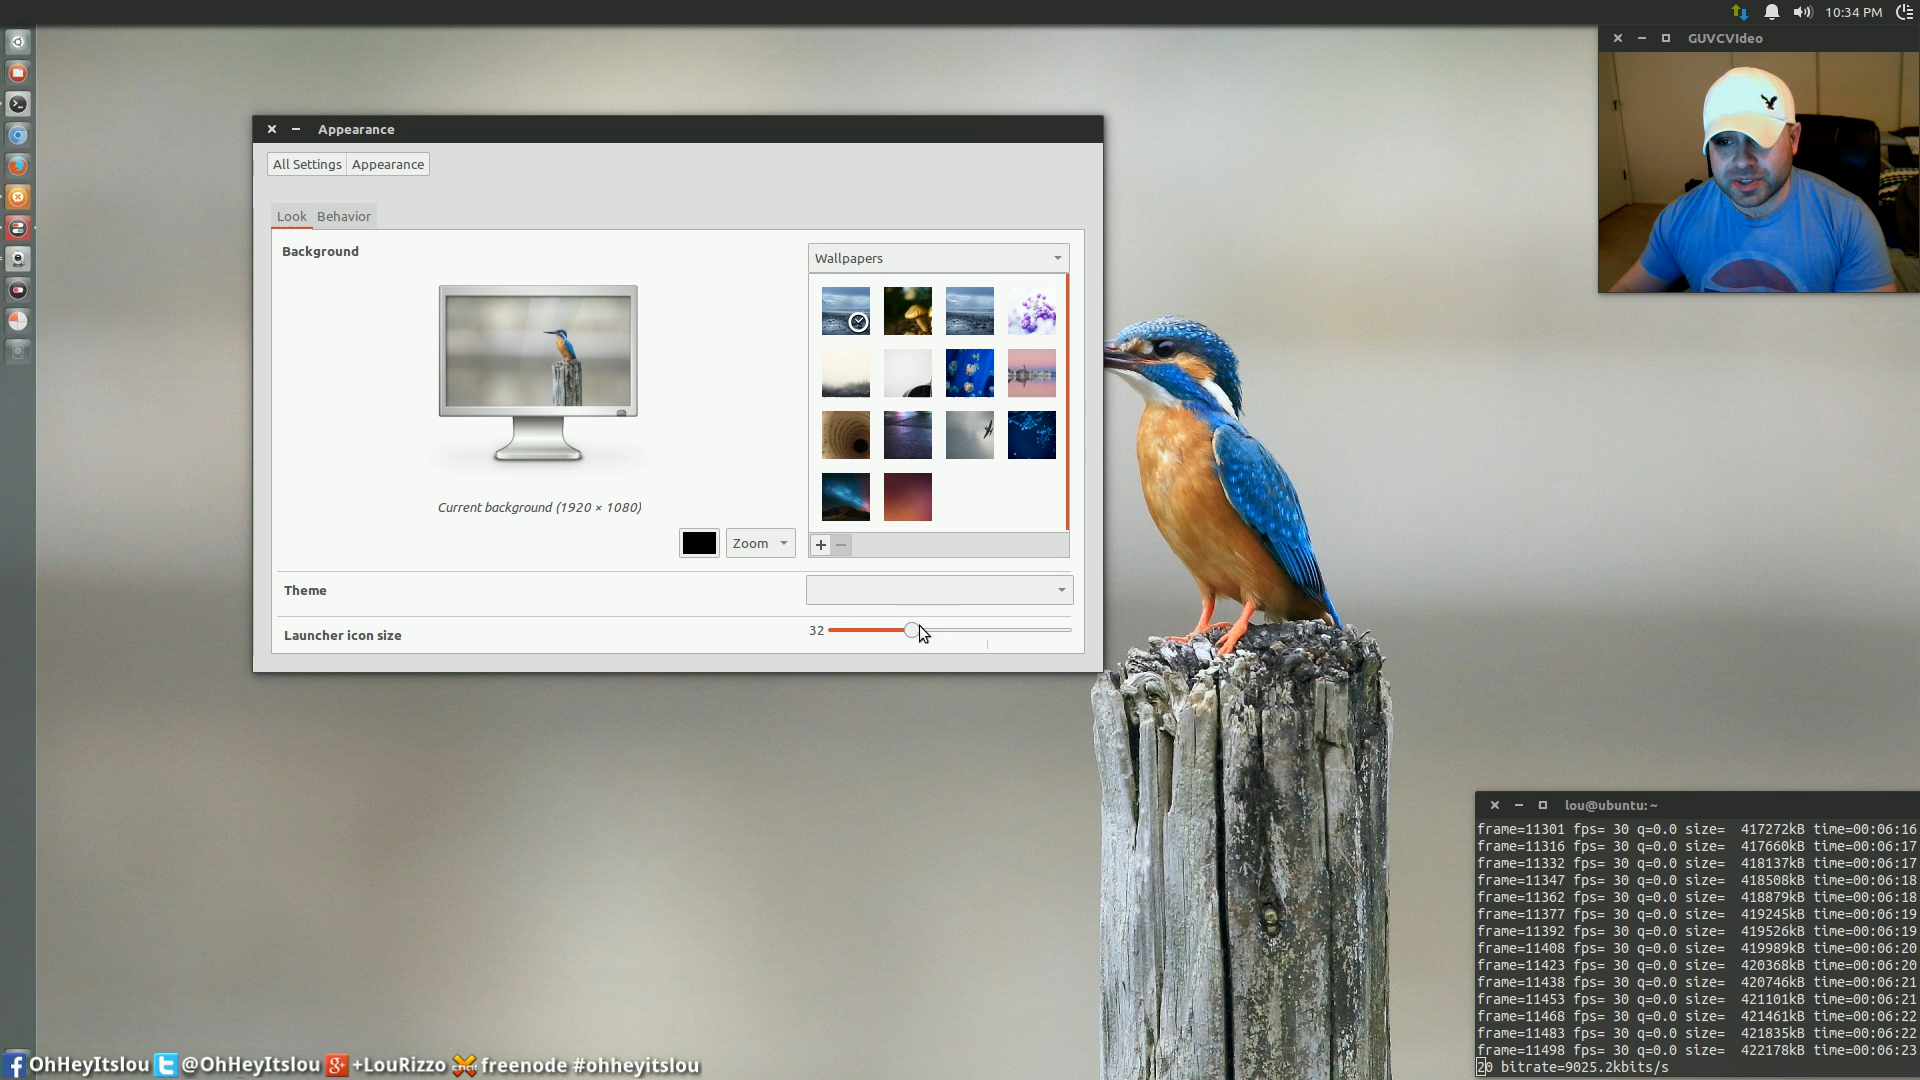 10:34 PM
GUVCVIdeo
Appearance
All Settings Appearance
Look Behavior
Background
Wallpapers
Current background (1920 × 1080)
Zoom
Theme
Launcher icon size
32
lou@ubuntu: ~
frame=11301 fps= 30 q=0.0 size=  417272kB time=00:06:16
frame=11316 fps= 30 q=0.0 size=  417660kB time=00:06:17
frame=11332 fps= 30 q=0.0 size=  418137kB time=00:06:17
frame=11347 fps= 30 q=0.0 size=  418508kB time=00:06:18
frame=11362 fps= 30 q=0.0 size=  418879kB time=00:06:18
frame=11377 fps= 30 q=0.0 size=  419245kB time=00:06:19
frame=11392 fps= 30 q=0.0 size=  419526kB time=00:06:19
frame=11408 fps= 30 q=0.0 size=  419989kB time=00:06:20
frame=11423 fps= 30 q=0.0 size=  420368kB time=00:06:20
frame=11438 fps= 30 q=0.0 size=  420746kB time=00:06:21
frame=11453 fps= 30 q=0.0 size=  421101kB time=00:06:21
frame=11468 fps= 30 q=0.0 size=  421461kB time=00:06:22
frame=11483 fps= 30 q=0.0 size=  421835kB time=00:06:22
frame=11498 fps= 30 q=0.0 size=  422178kB time=00:06:23
20 bitrate=9025.2kbits/s
OhHeyItslou @OhHeyItslou +LouRizzo freenode #ohheyitslou